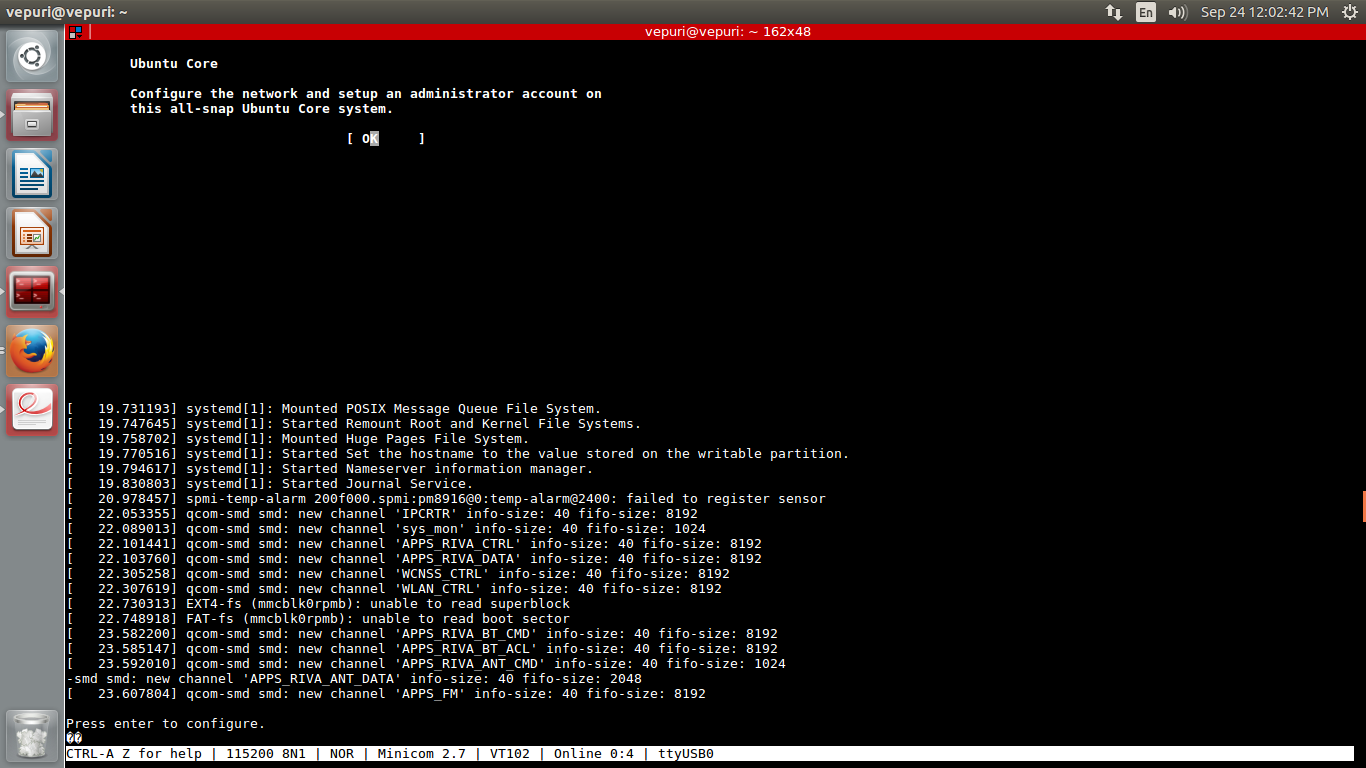 vepuri@vepuri: ~
En
Sep 24 12:02:42 PM
vepuri@vepuri: ~ 162x48
Ubuntu Core
Configure the network and setup an administrator account on
this all-snap Ubuntu Core system.
[ OK ]
[   19.731193] systemd[1]: Mounted POSIX Message Queue File System.
[   19.747645] systemd[1]: Started Remount Root and Kernel File Systems.
[   19.758702] systemd[1]: Mounted Huge Pages File System.
[   19.770516] systemd[1]: Started Set the hostname to the value stored on the writable partition.
[   19.794617] systemd[1]: Started Nameserver information manager.
[   19.830803] systemd[1]: Started Journal Service.
[   20.978457] spmi-temp-alarm 200f000.spmi:pm8916@0:temp-alarm@2400: failed to register sensor
[   22.053355] qcom-smd smd: new channel 'IPCRTR' info-size: 40 fifo-size: 8192
[   22.089013] qcom-smd smd: new channel 'sys_mon' info-size: 40 fifo-size: 1024
[   22.101441] qcom-smd smd: new channel 'APPS_RIVA_CTRL' info-size: 40 fifo-size: 8192
[   22.103760] qcom-smd smd: new channel 'APPS_RIVA_DATA' info-size: 40 fifo-size: 8192
[   22.305258] qcom-smd smd: new channel 'WCNSS_CTRL' info-size: 40 fifo-size: 8192
[   22.307619] qcom-smd smd: new channel 'WLAN_CTRL' info-size: 40 fifo-size: 8192
[   22.730313] EXT4-fs (mmcblk0rpmb): unable to read superblock
[   22.748918] FAT-fs (mmcblk0rpmb): unable to read boot sector
[   23.582200] qcom-smd smd: new channel 'APPS_RIVA_BT_CMD' info-size: 40 fifo-size: 8192
[   23.585147] qcom-smd smd: new channel 'APPS_RIVA_BT_ACL' info-size: 40 fifo-size: 8192
[   23.592010] qcom-smd smd: new channel 'APPS_RIVA_ANT_CMD' info-size: 40 fifo-size: 1024
-smd smd: new channel 'APPS_RIVA_ANT_DATA' info-size: 40 fifo-size: 2048
[   23.607804] qcom-smd smd: new channel 'APPS_FM' info-size: 40 fifo-size: 8192
Press enter to configure.
��
CTRL-A Z for help | 115200 8N1 | NOR | Minicom 2.7 | VT102 | Online 0:4 | ttyUSB0